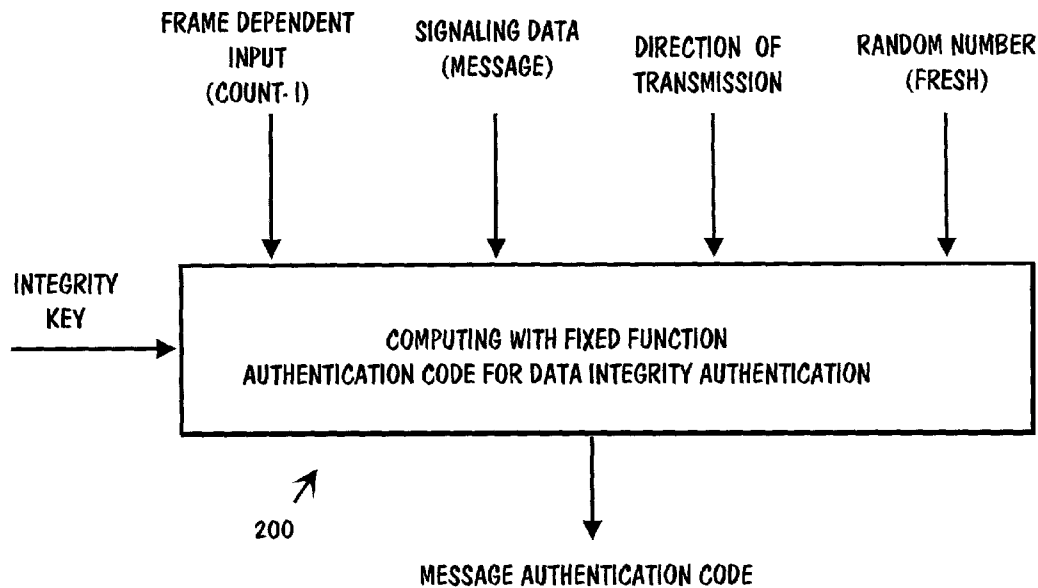 FRAME DEPENDENT
INPUT
(COUNT-I)
SIGNALING DATA
(MESSAGE)
DIRECTION OF
TRANSMISSION
RANDOM NUMBER
(FRESH)
INTEGRITY
KEY
COMPUTING WITH FIXED FUNCTION
AUTHENTICATION CODE FOR DATA INTEGRITY AUTHENTICATION
200
MESSAGE AUTHENTICATION CODE